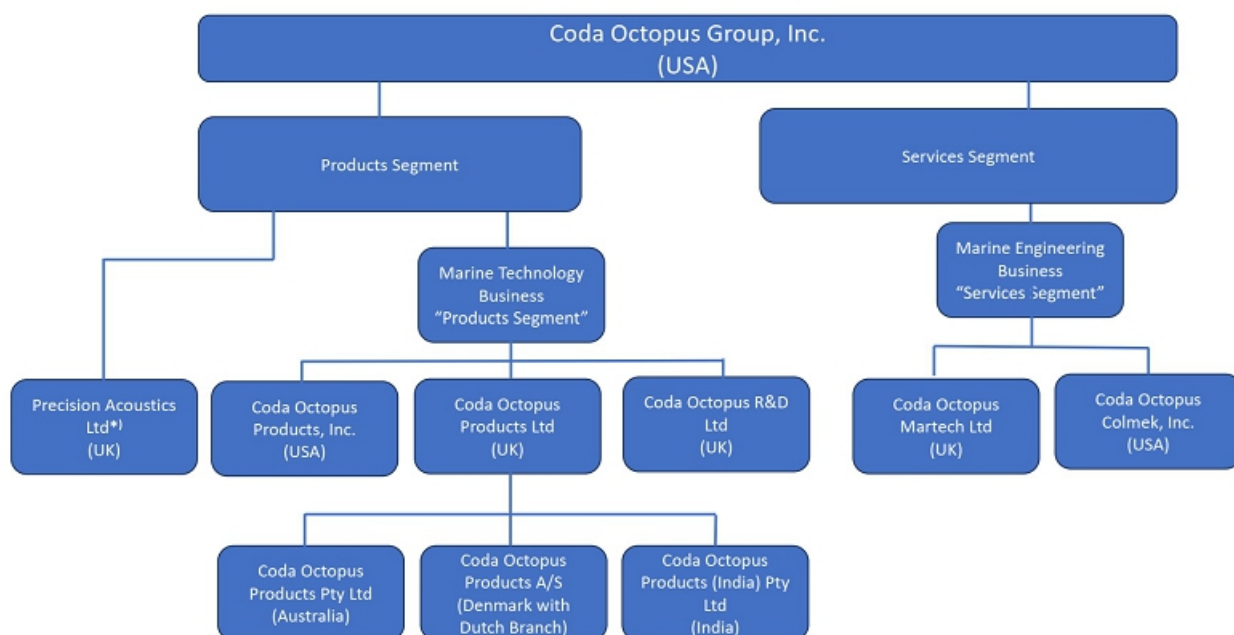 Coda Octopus Group, Inc.
(USA)
Products Segment
Services Segment
Marine Technology
Business
“Products Segment”
Marine Engineering
Business
“Services Segment”
Precision Acoustics
Ltd*)
(UK)
Coda Octopus
Products, Inc.
(USA)
Coda Octopus
Products Ltd
(UK)
Coda Octopus R&D
Ltd
(UK)
Coda Octopus
Martech Ltd
(UK)
Coda Octopus
Colmek, Inc.
(USA)
Coda Octopus
Products Pty Ltd
(Australia)
Coda Octopus
Products A/S
(Denmark with
Dutch Branch)
Coda Octopus
Products (India) Pty
Ltd
(India)